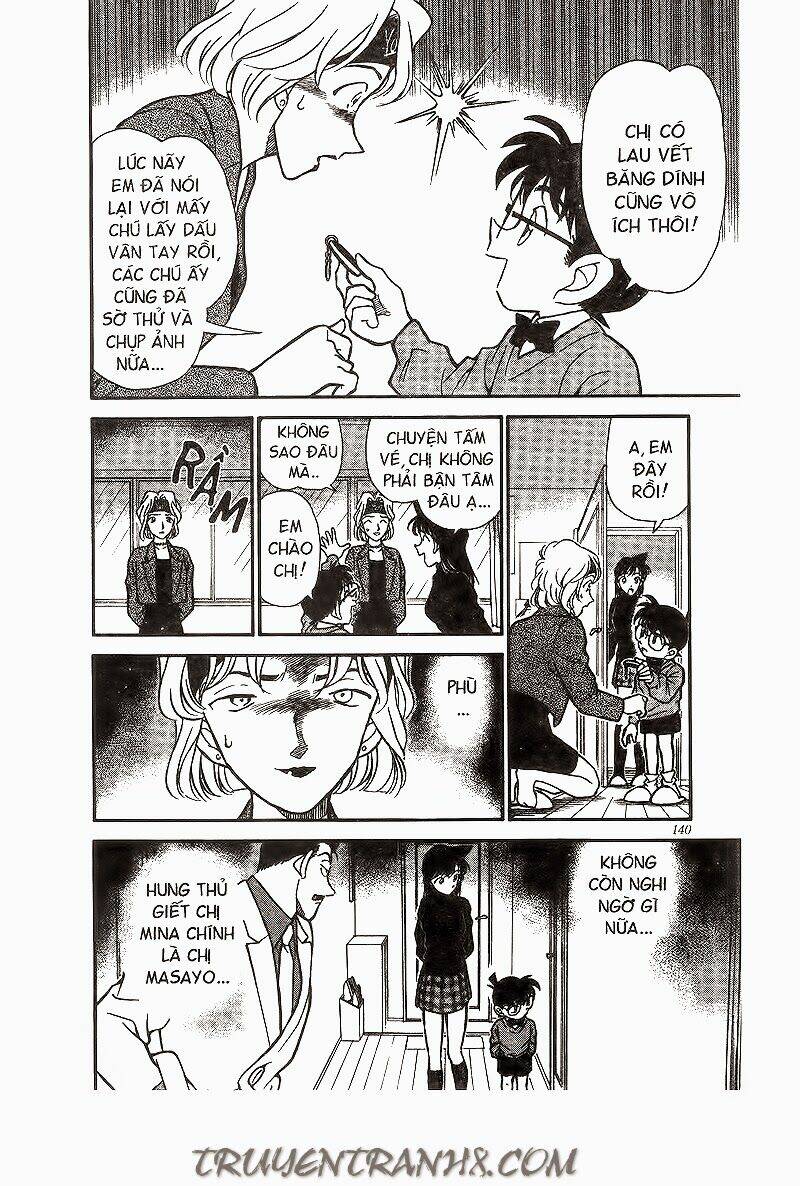 CHỊ CÓ
LAU VẾT
BĂNG DÍNH
CŨNG VÔ
ÍCH THÔI!
LÚC NÃY
EM ĐÃ NÓI
LẠI VỚI MẤY
CHÚ LẤY DẤU
VÂN TAY RỒI,
CÁC CHÚ ẤY
CŨNG ĐÃ
SỜ THỬ VÀ
CHỤP ẢNH
NỮA...
A, EM
ĐÂY
RỒI!
CHUYỆN TẤM
VÉ, CHỊ KHÔNG
PHẢI BẬN TÂM
ĐÂU Ạ...
KHÔNG
SAO ĐÂU
MÀ..
EM
CHÀO
CHỊ!
RẦM
PHÙ
...
140
KHÔNG
CÒN NGHI
NGỜ GÌ
NỮA...
HUNG THỦ
GIẾT CHỊ
MINA CHÍNH
LÀ CHỊ
MASAYO...
TRUYENTRANH8.COM